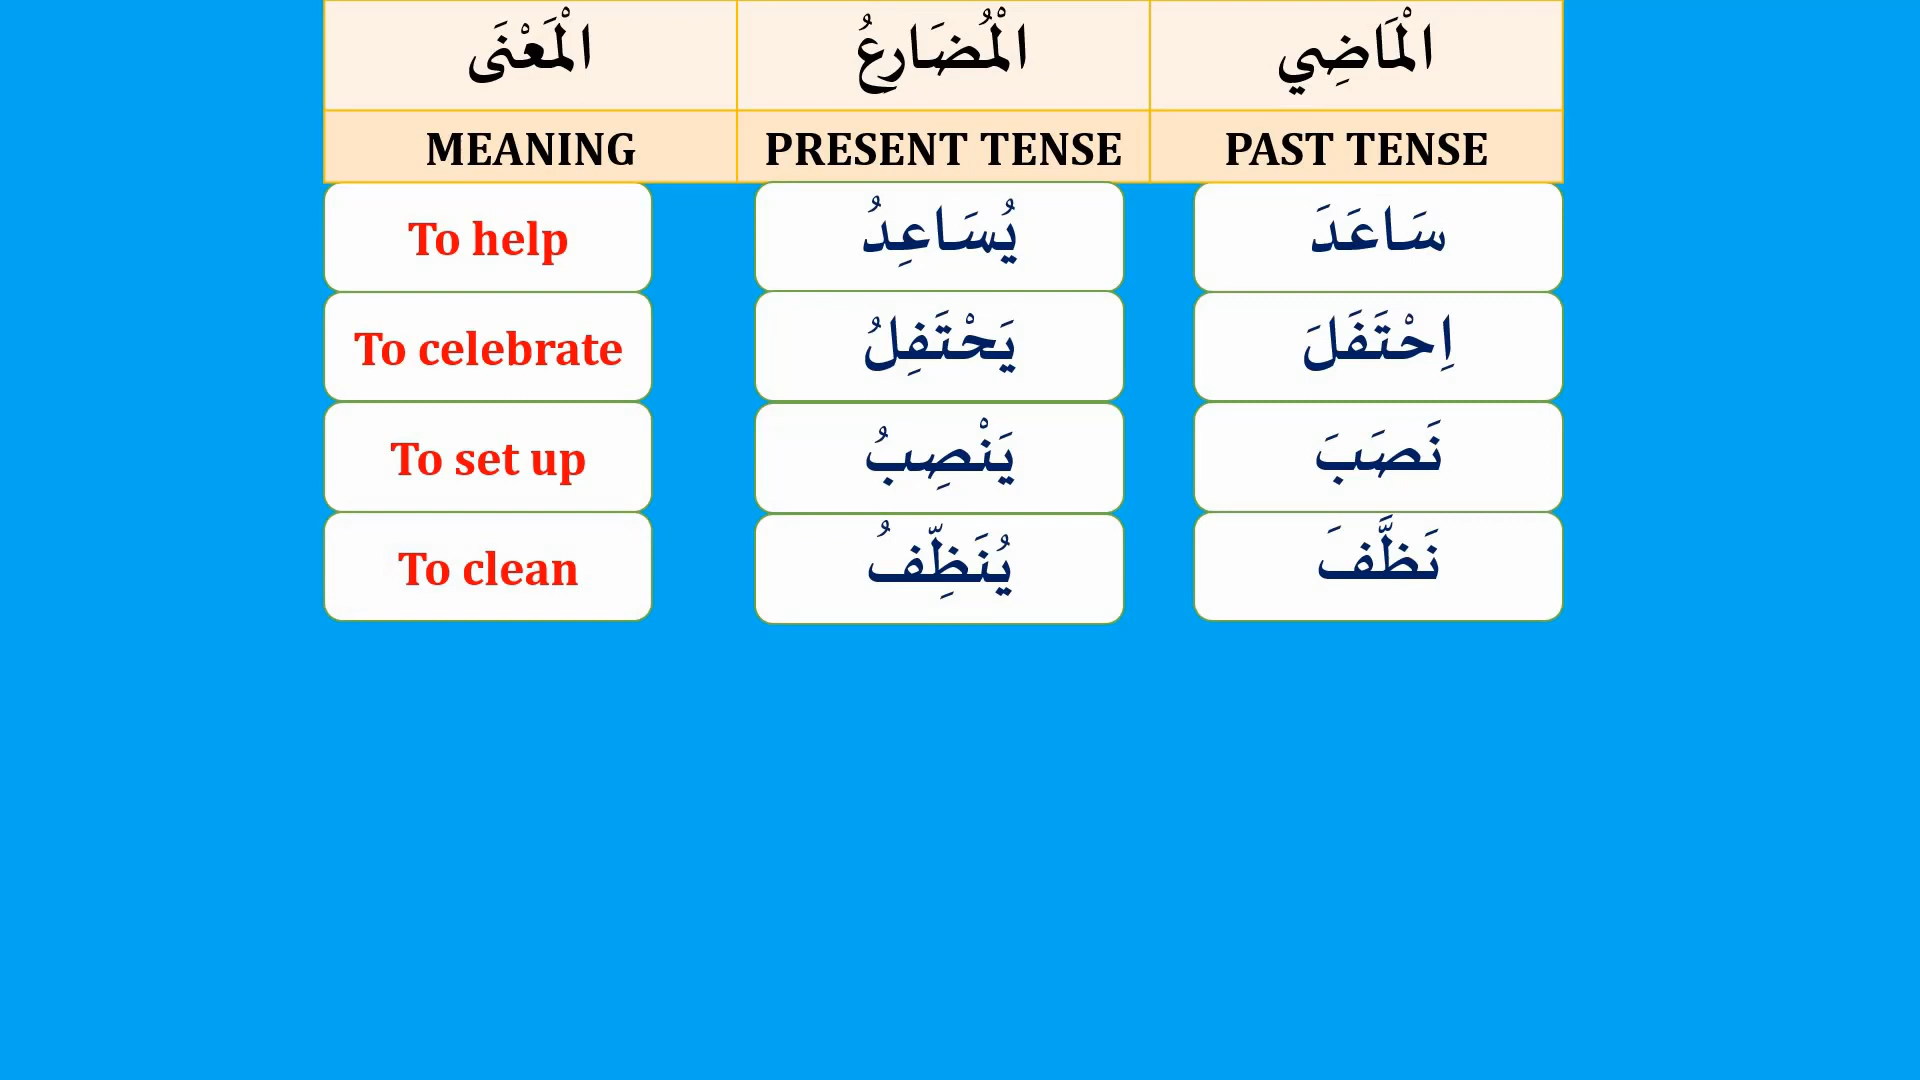 الْمَاضِي الْمُضَارِعُ الْمَعْنَى
MEANING PRESENT TENSE PAST TENSE
To help يُسَاعِدُ سَاعَدَ
To celebrate يَحْتَفِلُ اِحْتَفَلَ
To set up يَنْصِبُ نَصَبَ
To clean يُنَظِّفُ نَظَّفَ